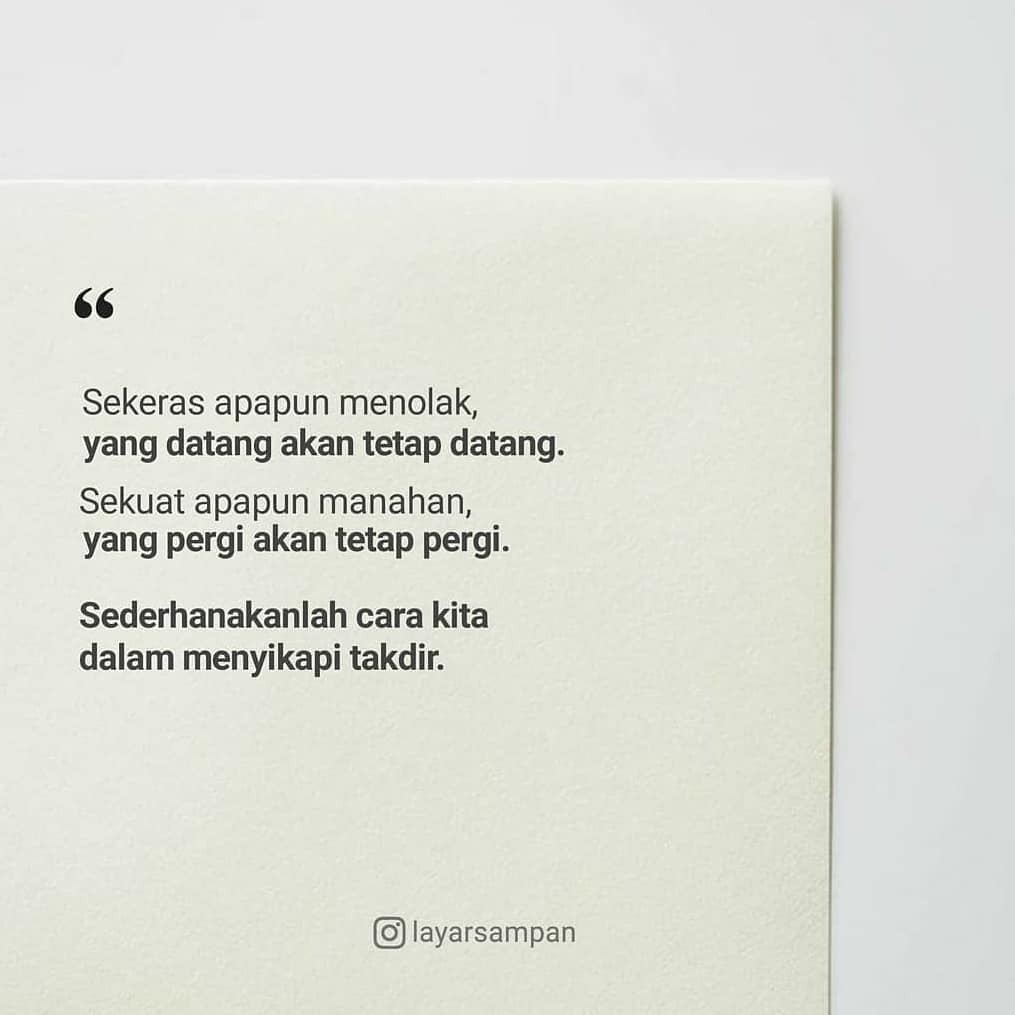 “
Sekeras apapun menolak,
yang datang akan tetap datang.
Sekuat apapun manahan,
yang pergi akan tetap pergi.
Sederhanakanlah cara kita
dalam menyikapi takdir.
layarsampan